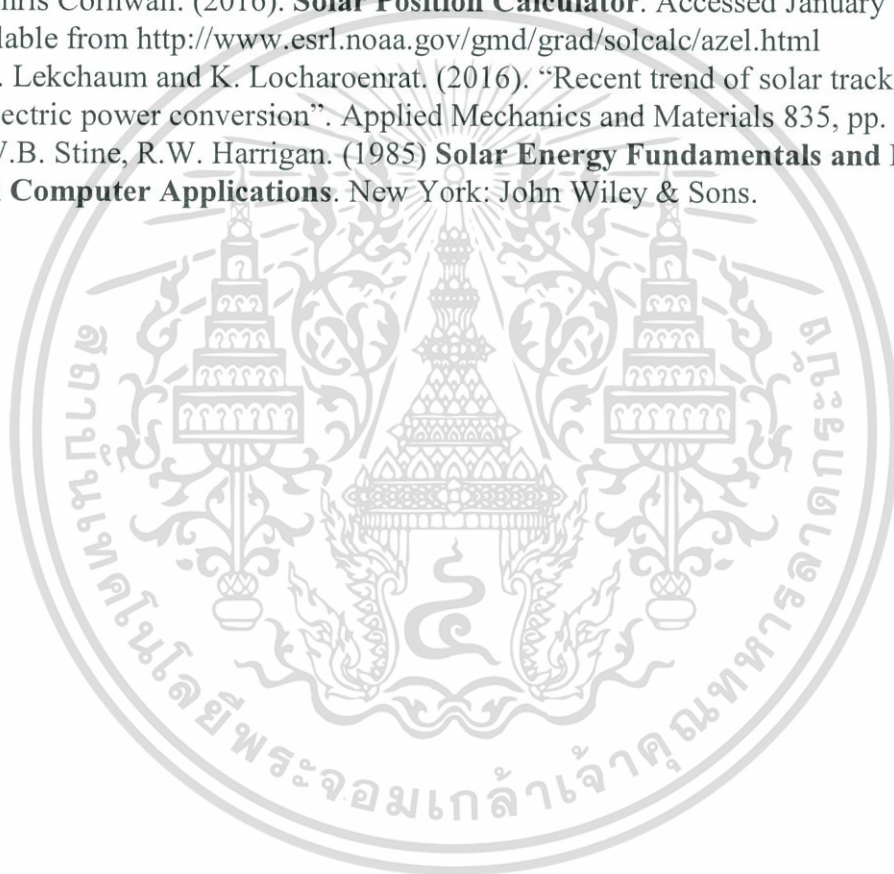 hris Cornwall. (2016). Solar Position Calculator. Accessed January
lable from http://www.esrl.noaa.gov/gmd/grad/solcalc/azel.html
. Lekchaum and K. Locharoenrat. (2016). “Recent trend of solar track
ectric power conversion”. Applied Mechanics and Materials 835, pp.
.B. Stine, R.W. Harrigan. (1985) Solar Energy Fundamentals and
Computer Applications. New York: John Wiley & Sons.
สถาบันเทคโนโลยีพระจอมเกล้าเจ้าคุณทหารลาดกระบัง